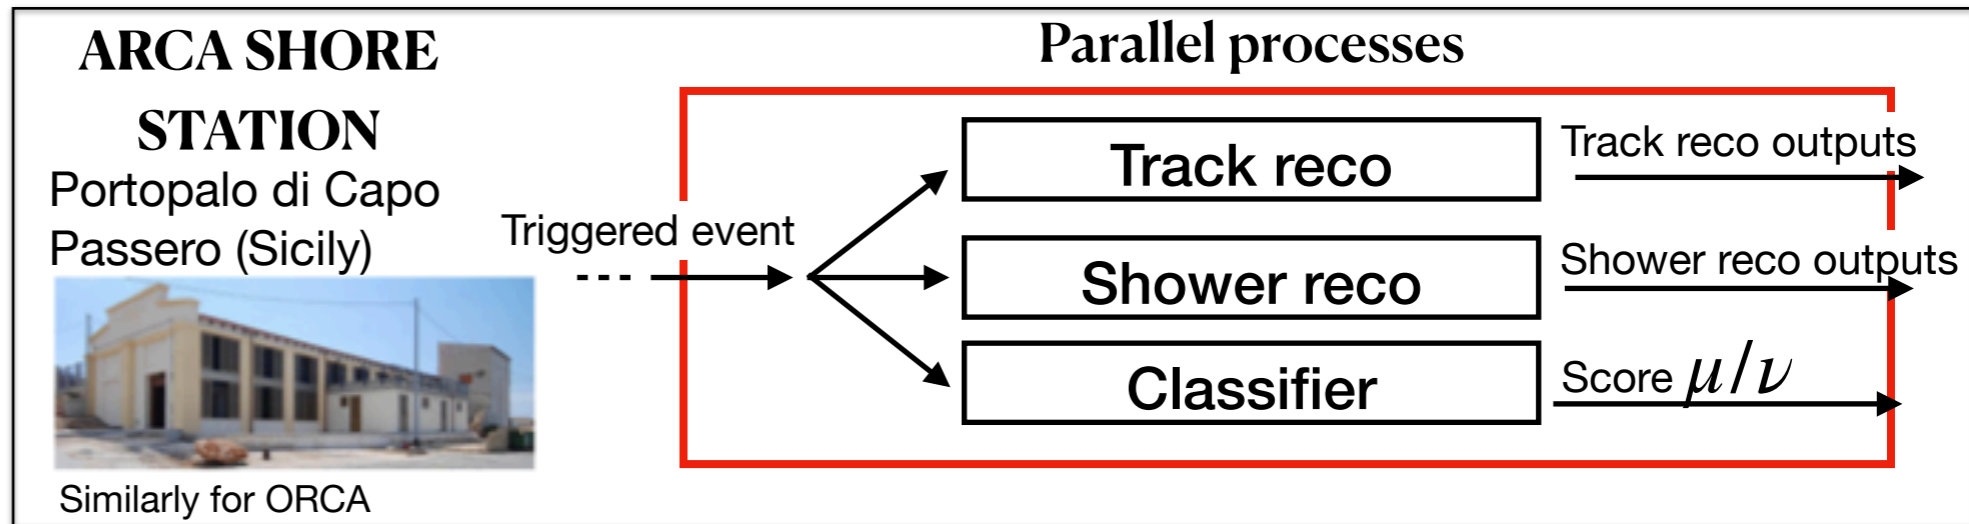 ARCA SHORE
STATION
Portopalo di Capo
Passero (Sicily)
Similarly for ORCA
Parallel processes
Triggered event
Track reco
Track reco outputs
Shower reco
Shower reco outputs
Classifier
Score μ/ν